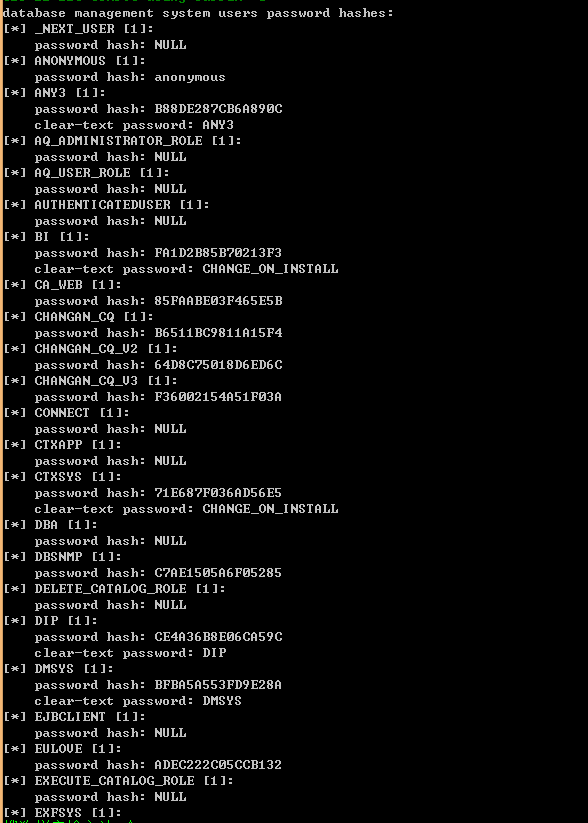 database management system users password hashes:
[*] _NEXT_USER [1]:
password hash: NULL
[*] ANONYMOUS [1]:
password hash: anonymous
[*] ANY3 [1]:
password hash: B88DE287CB6A890C
clear-text password: ANY3
[*] AQ_ADMINISTRATOR_ROLE [1]:
password hash: NULL
[*] AQ_USER_ROLE [1]:
password hash: NULL
[*] AUTHENTICATEDUSER [1]:
password hash: NULL
[*] BI [1]:
password hash: FA1D2B85B70213F3
clear-text password: CHANGE_ON_INSTALL
[*] CA_WEB [1]:
password hash: 85FAABE03F465E5B
[*] CHANGAN_CQ [1]:
password hash: B6511BC9811A15F4
[*] CHANGAN_CQ_V2 [1]:
password hash: 64D8C75018D6ED6C
[*] CHANGAN_CQ_V3 [1]:
password hash: F36002154A51F03A
[*] CONNECT [1]:
password hash: NULL
[*] CTXAPP [1]:
password hash: NULL
[*] CTXSYS [1]:
password hash: 71E687F036AD56E5
clear-text password: CHANGE_ON_INSTALL
[*] DBA [1]:
password hash: NULL
[*] DBSNMP [1]:
password hash: C7AE1505A6F05285
[*] DELETE_CATALOG_ROLE [1]:
password hash: NULL
[*] DIP [1]:
password hash: CE4A36B8E06CA59C
clear-text password: DIP
[*] DMSYS [1]:
password hash: BFBA5A553FD9E28A
clear-text password: DMSYS
[*] EJBCLIENT [1]:
password hash: NULL
[*] EULOVE [1]:
password hash: ADEC222C05CCB132
[*] EXECUTE_CATALOG_ROLE [1]:
password hash: NULL
[*] EXFSYS [1]: